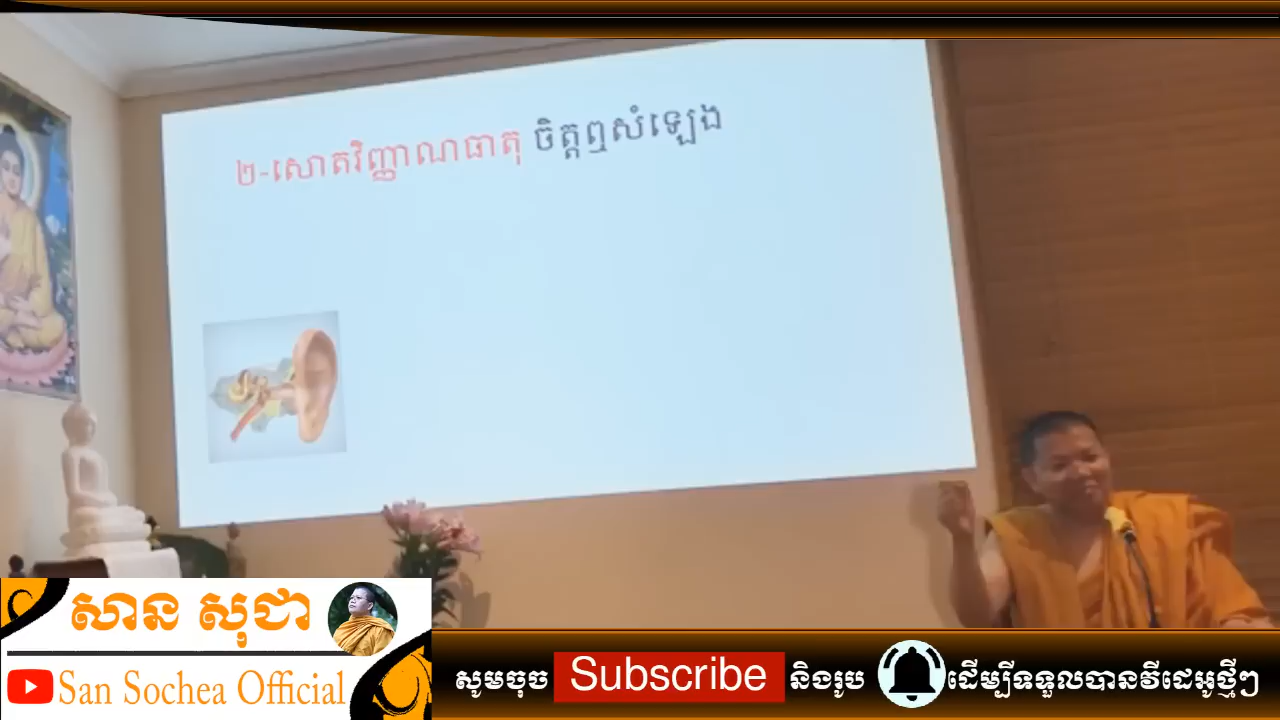 ២-សោតវិញ្ញាណធាតុ ចិត្តឮសំឡេង
សាន សុជា
San Sochea Official
សូមចុច Subscribe និងរូប ដើម្បីទទួលបានវីដេអូថ្មីៗ